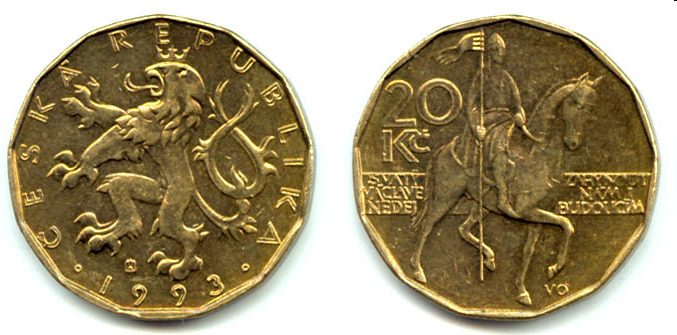 ČESKÁ REPUBLIKA
1993
20
Kč
SVATÝ
VÁCLAVE
NEDEJ
ZAHYNOUTI
NÁM I
BUDOUCÍM
VO